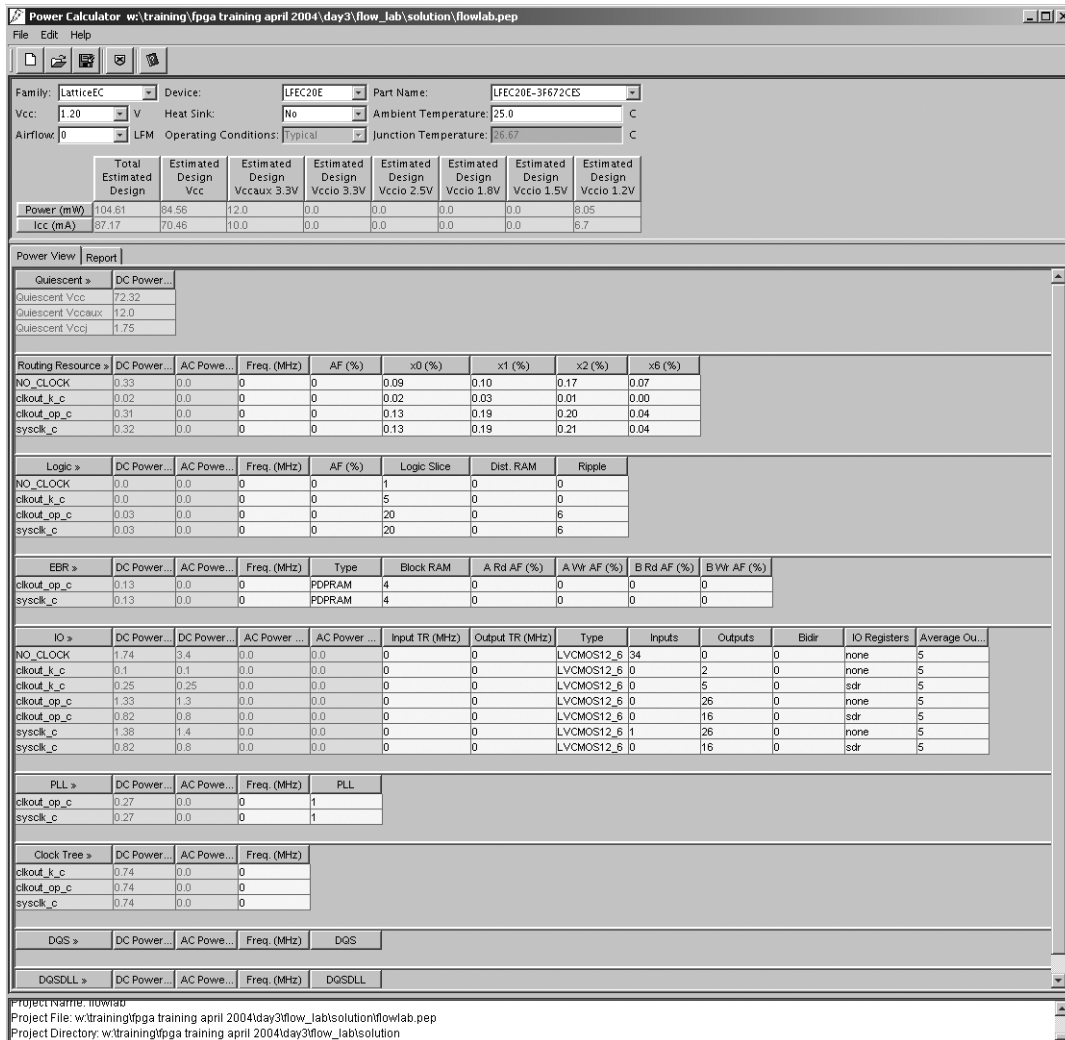 Power Calculator w:\training\fpga training april 2004\day3\flow_lab\solution\flowlab.pep
File Edit Help
Family: LatticeEC Device: LFEC20E Part Name: LFEC20E-3F672CES
Vcc: 1.20 V Heat Sink: No Ambient Temperature: 25.0 C
Airflow: 0 LFM Operating Conditions: Typical Junction Temperature: 26.67 C
Total Estimated Design Estimated Design Vcc Estimated Design Vccaux 3.3V Estimated Design Vccio 3.3V Estimated Design Vccio 2.5V Estimated Design Vccio 1.8V Estimated Design Vccio 1.5V Estimated Design Vccio 1.2V
Power (mW) 104.61 84.56 12.0 0.0 0.0 0.0 0.0 8.05
Icc (mA) 87.17 70.46 10.0 0.0 0.0 0.0 0.0 6.7
Power View Report
Quiescent » DC Power...
Quiescent Vcc 72.32
Quiescent Vccaux 12.0
Quiescent Vccj 1.75
Routing Resource » DC Power... AC Powe... Freq. (MHz) AF (%) x0 (%) x1 (%) x2 (%) x6 (%)
NO_CLOCK 0.33 0.0 0 0 0.09 0.10 0.17 0.07
clkout_k_c 0.02 0.0 0 0 0.02 0.03 0.01 0.00
clkout_op_c 0.31 0.0 0 0 0.13 0.19 0.20 0.04
sysclk_c 0.32 0.0 0 0 0.13 0.19 0.21 0.04
Logic » DC Power... AC Powe... Freq. (MHz) AF (%) Logic Slice Dist. RAM Ripple
NO_CLOCK 0.0 0.0 0 0 1 0 0
clkout_k_c 0.0 0.0 0 0 5 0 0
clkout_op_c 0.03 0.0 0 0 20 0 6
sysclk_c 0.03 0.0 0 0 20 0 6
EBR » DC Power... AC Powe... Freq. (MHz) Type Block RAM A Rd AF (%) A Wr AF (%) B Rd AF (%) B Wr AF (%)
clkout_op_c 0.13 0.0 0 PDPRAM 4 0 0 0 0
sysclk_c 0.13 0.0 0 PDPRAM 4 0 0 0 0
IO » DC Power... DC Power... AC Power ... AC Power ... Input TR (MHz) Output TR (MHz) Type Inputs Outputs Bidir IO Registers Average Ou...
NO_CLOCK 1.74 3.4 0.0 0.0 0 0 LVCMOS12_6 34 0 0 none 5
clkout_k_c 0.1 0.1 0.0 0.0 0 0 LVCMOS12_6 0 2 0 none 5
clkout_k_c 0.25 0.25 0.0 0.0 0 0 LVCMOS12_6 0 5 0 sdr 5
clkout_op_c 1.33 1.3 0.0 0.0 0 0 LVCMOS12_6 0 26 0 none 5
clkout_op_c 0.82 0.8 0.0 0.0 0 0 LVCMOS12_6 0 16 0 sdr 5
sysclk_c 1.38 1.4 0.0 0.0 0 0 LVCMOS12_6 1 26 0 none 5
sysclk_c 0.82 0.8 0.0 0.0 0 0 LVCMOS12_6 0 16 0 sdr 5
PLL » DC Power... AC Powe... Freq. (MHz) PLL
clkout_op_c 0.27 0.0 0 1
sysclk_c 0.27 0.0 0 1
Clock Tree » DC Power... AC Powe... Freq. (MHz)
clkout_k_c 0.74 0.0 0
clkout_op_c 0.74 0.0 0
sysclk_c 0.74 0.0 0
DQS » DC Power... AC Powe... Freq. (MHz) DQS
DQSDLL » DC Power... AC Powe... Freq. (MHz) DQSDLL
Project Name: flowlab
Project File: w:\training\fpga training april 2004\day3\flow_lab\solution\flowlab.pep
Project Directory: w:\training\fpga training april 2004\day3\flow_lab\solution